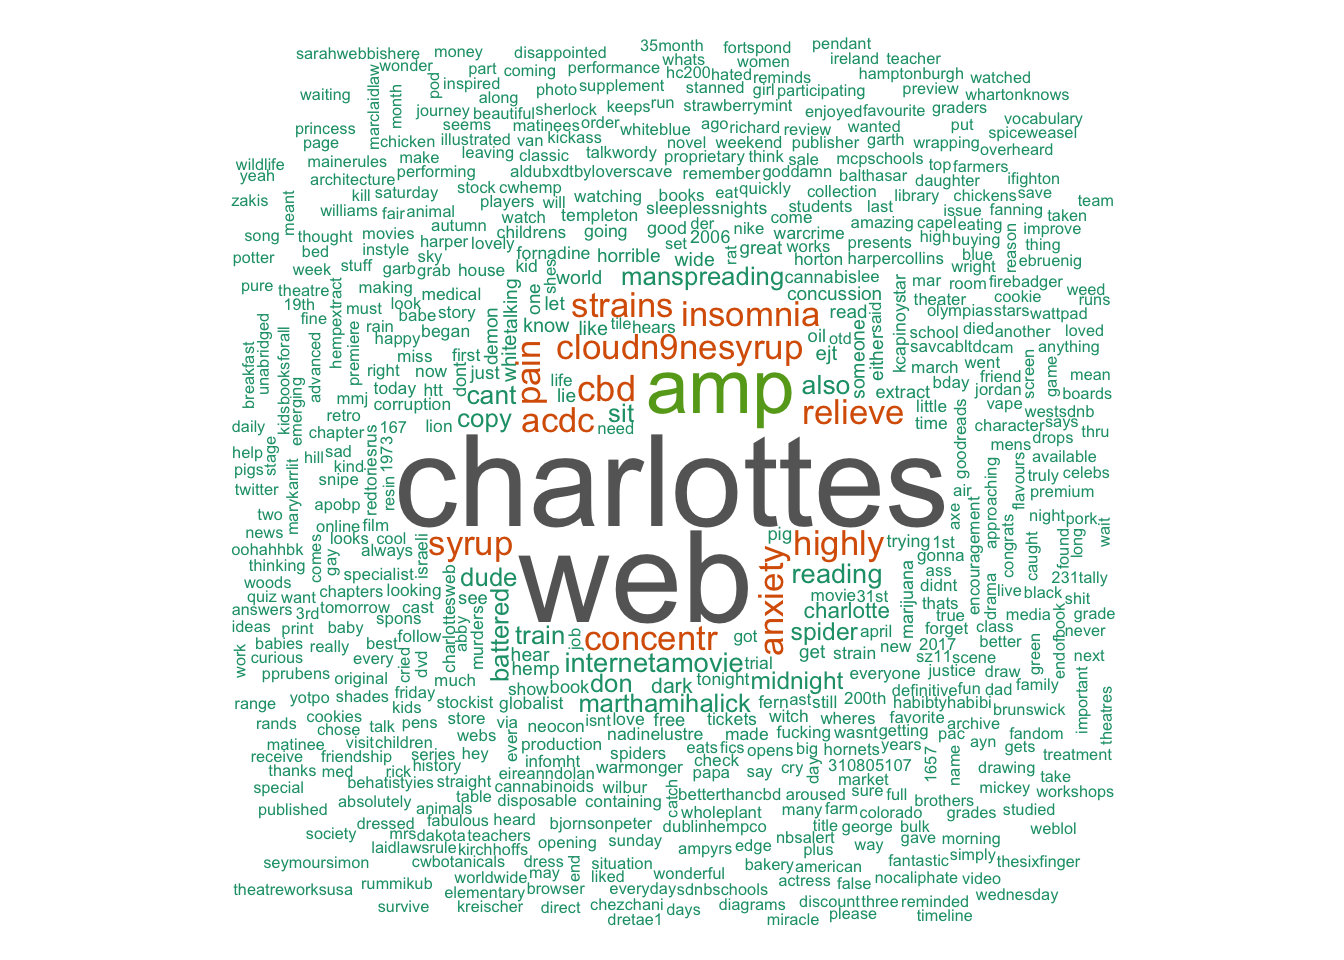 sarahwebbishere money disappointed 35month fortspond pendant
wonder part coming performance whats women ireland teacher
marclaidlaw pod inspired hc200 hated reminds hamptonburgh watched
waiting month along photo supplement stanned girl participating preview whartonknows
journey beautiful sherlock keeps run strawberrymint enjoyed favourite graders
princess seems matinees order whiteblue ago richard review wanted put vocabulary
page chicken illustrated van kickass novel weekend publisher garth wrapping spiceweasel
wildlife mainerules make leaving classic talkwordy proprietary think sale mcpschools top farmers overheard
yeah architecture performing aldubxdtbyloverscave remember goddamn balthasar daughter ifighton
zakis meant kill saturday stock cwhemp watching books eat quickly collection library chickens save team
williams fair animal players will sleeplessnights students last issue fanning taken
song thought movies autumn watch templeton come amazing capel eating improve
potter bed instyle harper lovely childrens going good der nike warcrime presents high buying reason thing
week stuff garb sky fornadine horrible set 2006 rat great works horton harpercollins blue ebruenig
pure theatre making grab house kid shes world wide manspreading cannabislee mar wright room firebadger weed
19th must look medical one let strains insomnia concussion read theater cookie runs
unabridged hempextract fine rain babe story demon whitetalking know like tile hears kcapinoystar olympiasstars wattpad
kidsbooksforall premiere happy began pain cloudn9nesyrup oil otd someone eithersaid school died another loved
breakfast advanced right miss first dont ejt savcabltdcam anything
emerging mmj today now just life amp march went screen game mean
retro corruption htt cant lie cbd also extract bday friend jordan boards
daily chapter 167 lion copy acdc sit need relieve little vape westsdnb
help stage hill sad redtoriesrus 1973 time goodreads character says thru
pigs marykarrlit kind resin charlottes mens drops available
twitter snipe flavours truly celebs
two apobp air approaching premium
news online film web axe night pork wait
oohahhbk comes looks cool israeli syrup pig highly trying 1st encouragement congrats caught found long
thinking gay always gonna
woods specialist dude battered anxiety reading marijuana ass drama 231tally
quiz want chapters looking charlottesweb see movie31st didnt live black shit
answers 3rd tomorrow cast abby murders charlotte thats true media grade
ideas print baby spons train job concentr spider april forget class endofbook never
babies really best follow hear got get strain new 2017 better green
work curious every cried dvd hemp internetamovie trial everyone sz11scene justice draw next
pprubens original much show book don dark tonight midnight definitive fun dad family important theatres
range yotpo shades friday stockist globalist marthamihalick fern ast still 200th habibtyhabibi brunswick
rands cookies kids store via neocon isnt love free tickets witch wheres favorite archive
chose talk pens webs evera nadinelustre made fucking wasnt getting pac ayn fandom
matinee visit children series hey production spiders eats fics opens big hornets years gets treatment
receive friendship history infomht check day 310805107 1657 name drawing take
thanks med rick straight eireanndolan warmonger papa say cry market mickey workshops
special behatistyies table cannabinoids wilbur catch betterthancbd aroused sure full brothers
published absolutely animals disposable containing wholeplant many farm colorado grades studied
dressed fabulous heard bjornsonpeter dublinhempco title george bulk weblol
society mrs dakota teachers opening sunday ampyrs edge nbsalert gave morning
laidlawsrule kirchhoffs plus way simply
seymoursimon cwbotanicals dress end situation wonderful bakery american fantastic thesixfinger
theatreworksusa rummikub worldwide may liked actress false nocaliphate video
elementary browser everyday sdnbschools discount three reminded wednesday
survive kreischer direct chezchani days diagrams please timeline
dretae1 miracle